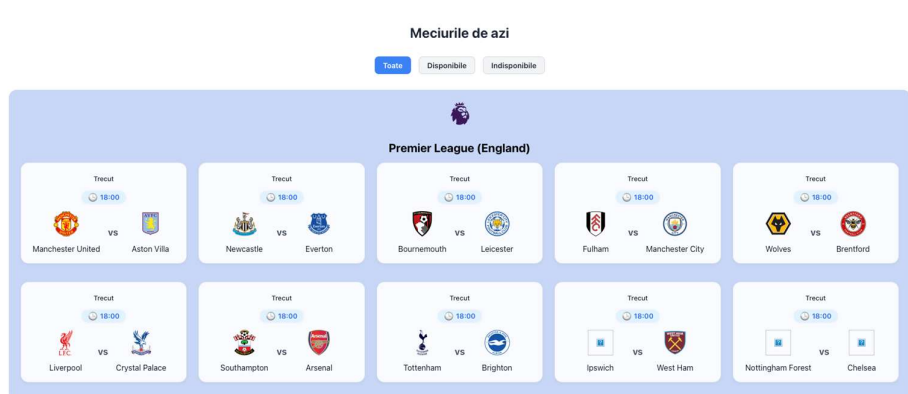 Meciurile de azi
Toate Disponibile Indisponibile
Premier League (England)
Trecut Trecut Trecut Trecut Trecut
18:00 18:00 18:00 18:00 18:00
AVFC
vs vs vs vs vs
Manchester United Aston Villa Newcastle Everton Bournemouth Leicester Fulham Manchester City Wolves Brentford
Trecut Trecut Trecut Trecut Trecut
18:00 18:00 18:00 18:00 18:00
Arsenal
L.F.C. vs vs vs vs vs
Liverpool Crystal Palace Southampton Arsenal Tottenham Brighton Ipswich West Ham Nottingham Forest Chelsea